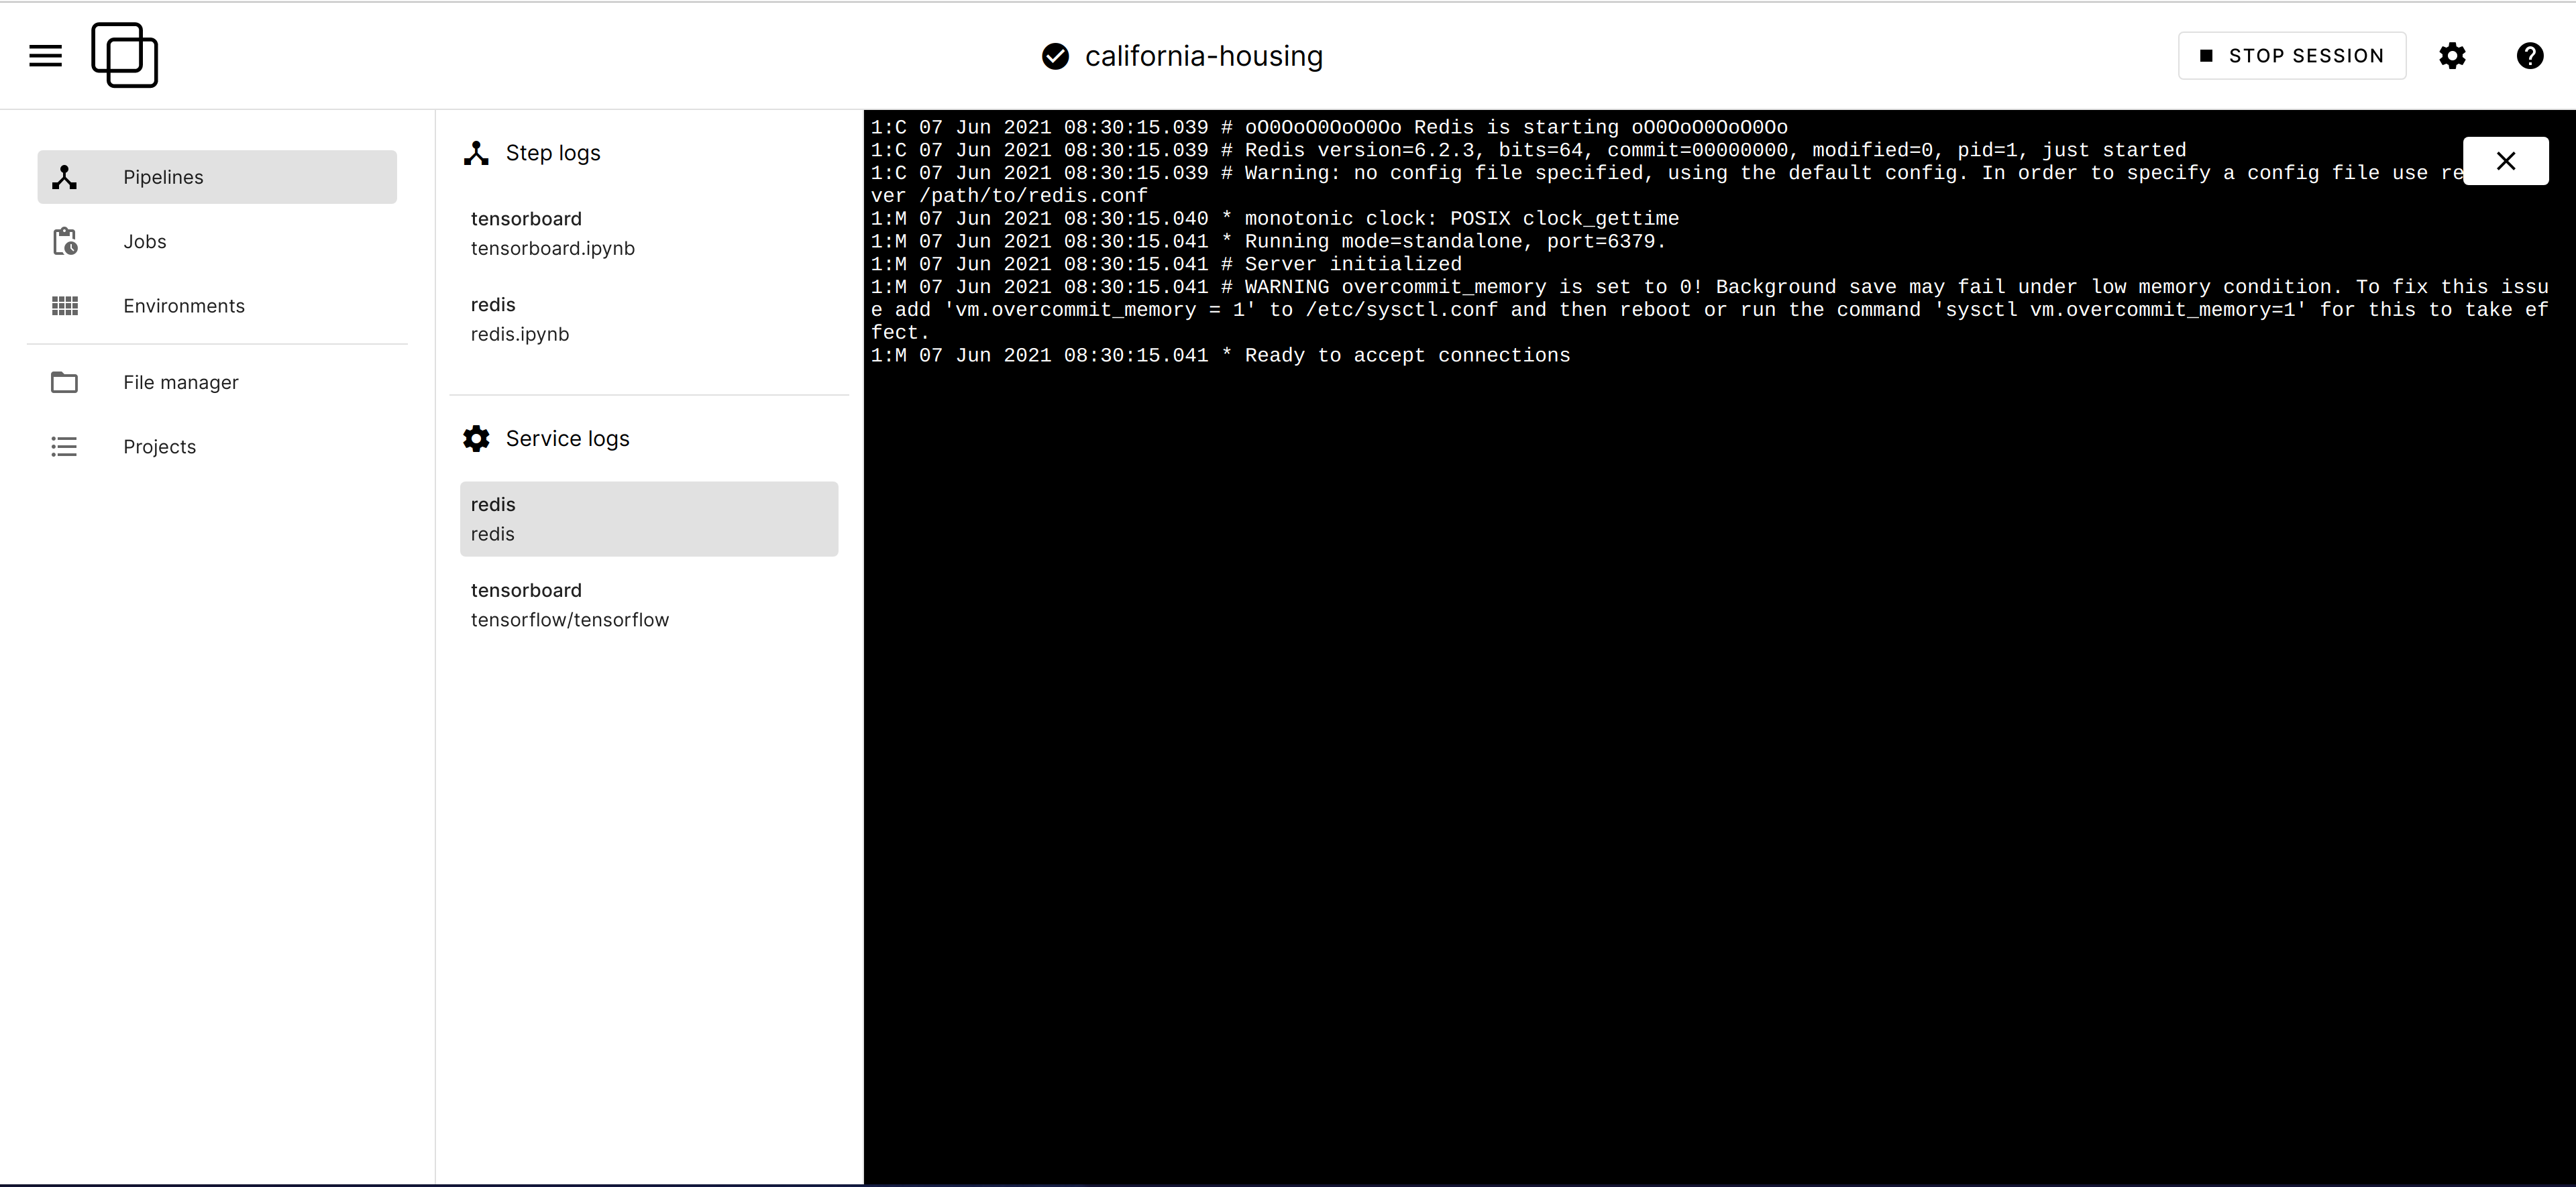 california-housing
STOP SESSION
Pipelines
Jobs
Environments
File manager
Projects
Step logs
tensorboard
tensorboard.ipynb
redis
redis.ipynb
Service logs
redis
redis
tensorboard
tensorflow/tensorflow
1:C 07 Jun 2021 08:30:15.039 # oO0OoO0OoO0Oo Redis is starting oO0OoO0OoO0Oo
1:C 07 Jun 2021 08:30:15.039 # Redis version=6.2.3, bits=64, commit=00000000, modified=0, pid=1, just started
1:C 07 Jun 2021 08:30:15.039 # Warning: no config file specified, using the default config. In order to specify a config file use re
ver /path/to/redis.conf
1:M 07 Jun 2021 08:30:15.040 * monotonic clock: POSIX clock_gettime
1:M 07 Jun 2021 08:30:15.041 * Running mode=standalone, port=6379.
1:M 07 Jun 2021 08:30:15.041 # Server initialized
1:M 07 Jun 2021 08:30:15.041 # WARNING overcommit_memory is set to 0! Background save may fail under low memory condition. To fix this issu
e add 'vm.overcommit_memory = 1' to /etc/sysctl.conf and then reboot or run the command 'sysctl vm.overcommit_memory=1' for this to take ef
fect.
1:M 07 Jun 2021 08:30:15.041 * Ready to accept connections